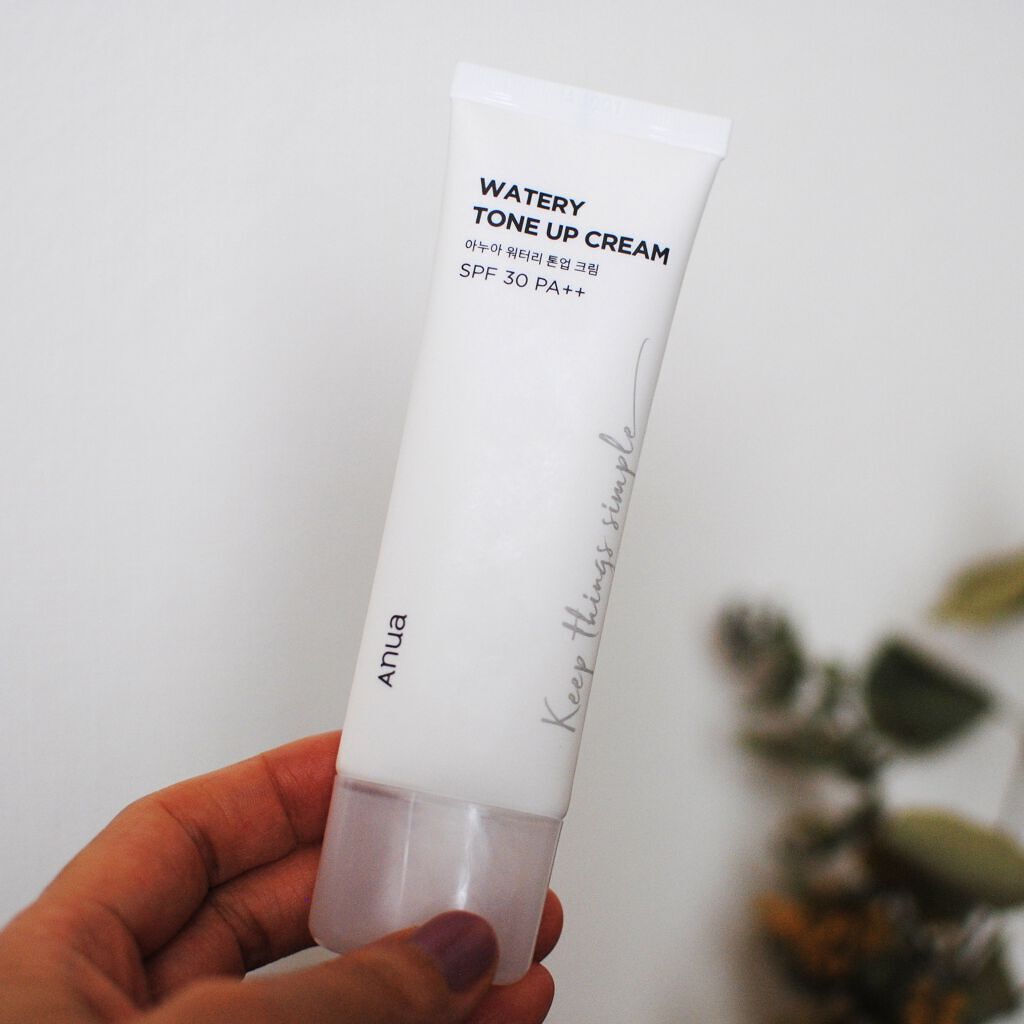 WATERY
TONE UP CREAM
아누아 워터리 톤업 크림
SPF 30 PA++
Keep things simple
Anua